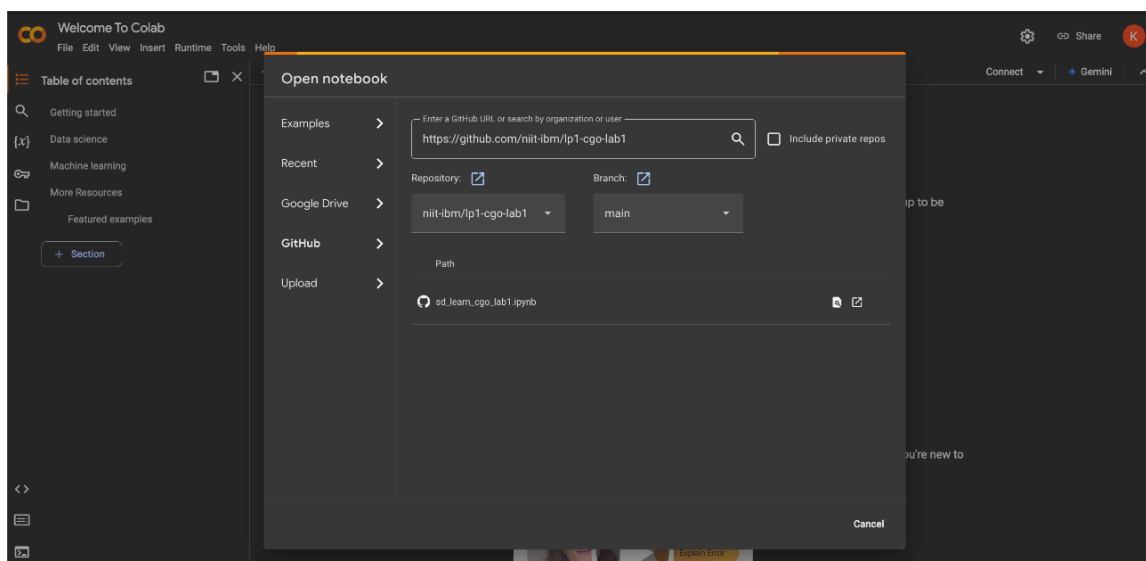 Welcome To Colab
File Edit View Insert Runtime Tools Help
Share
K
Table of contents
Connect
Gemini
Getting started
Data science
Machine learning
More Resources
Featured examples
+ Section
Open notebook
Examples
Recent
Google Drive
GitHub
Upload
Enter a GitHub URL or search by organization or user
https://github.com/niit-ibm/lp1-cgo-lab1
Include private repos
Repository:
Branch:
niit-ibm/lp1-cgo-lab1
main
Path
sd_learn_cgo_lab1.ipynb
Cancel
up to be
you're new to
Explain Error